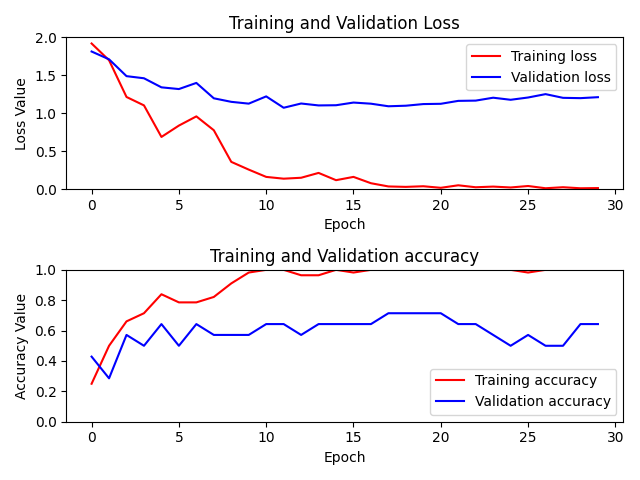 Training and Validation Loss
2.0
1.5
1.0
0.5
0.0
Loss Value
Training loss
Validation loss
0 5 10 15 20 25 30
Epoch
Training and Validation accuracy
1.0
0.8
0.6
0.4
0.2
0.0
Accuracy Value
Training accuracy
Validation accuracy
0 5 10 15 20 25 30
Epoch